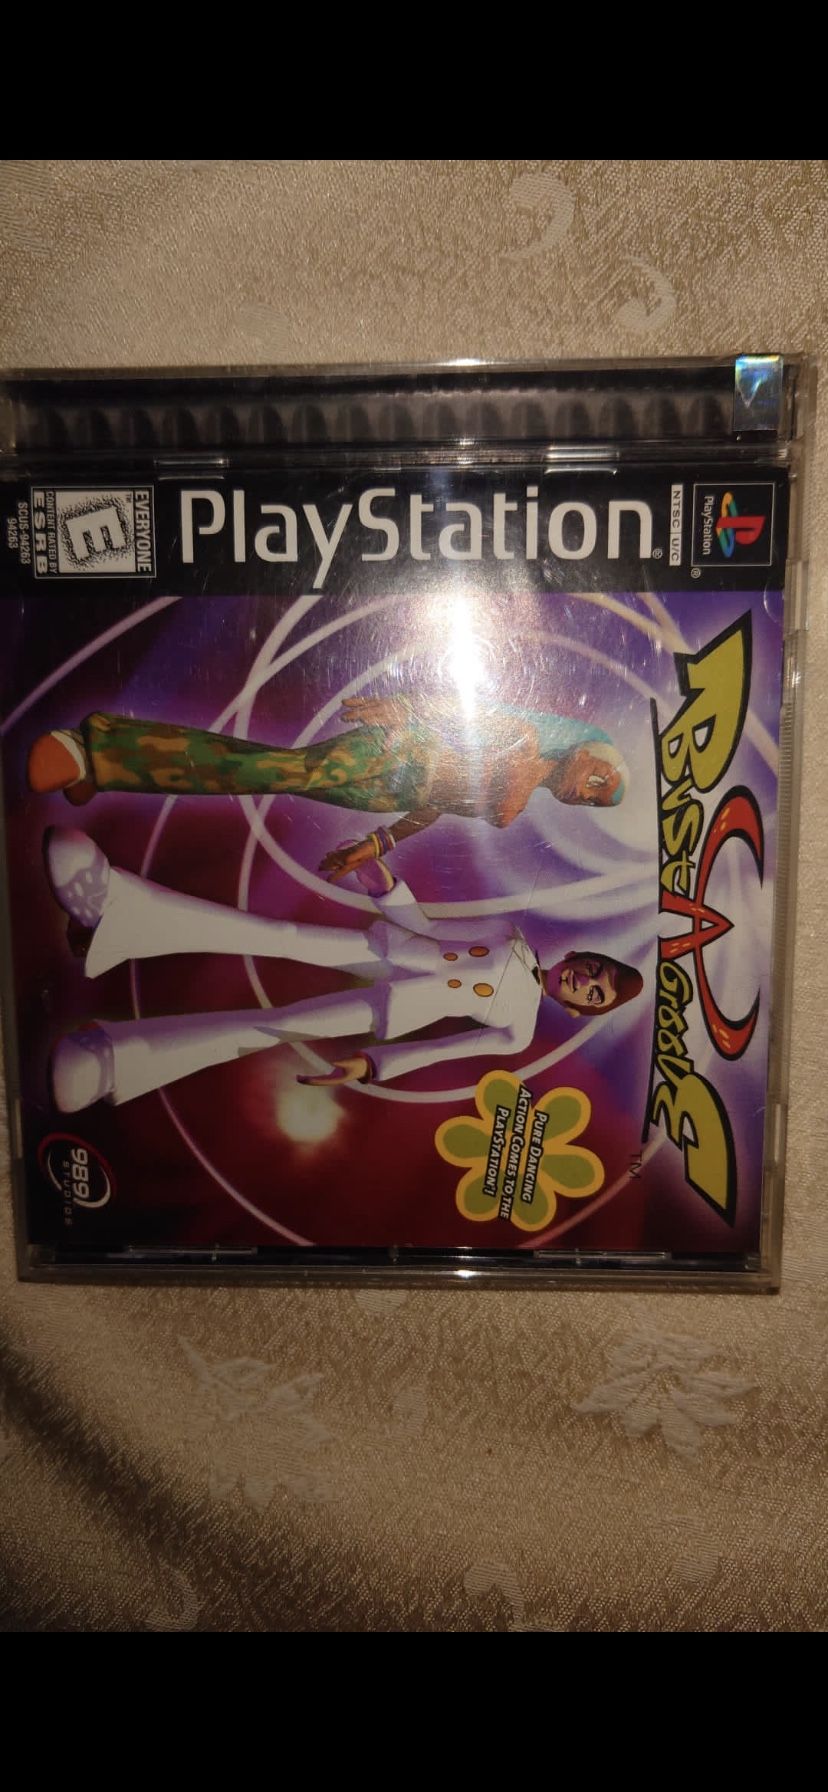 PlayStation
NTSC U/C
PlayStation®
®
EVERYONE
E
™
CONTENT RATED BY
ESRB
SCUS-94263
94263
BUST A GROOVE
™
PURE DANCING
ACTION COMES TO THE
PLAYSTATION®!
989
STUDIOS